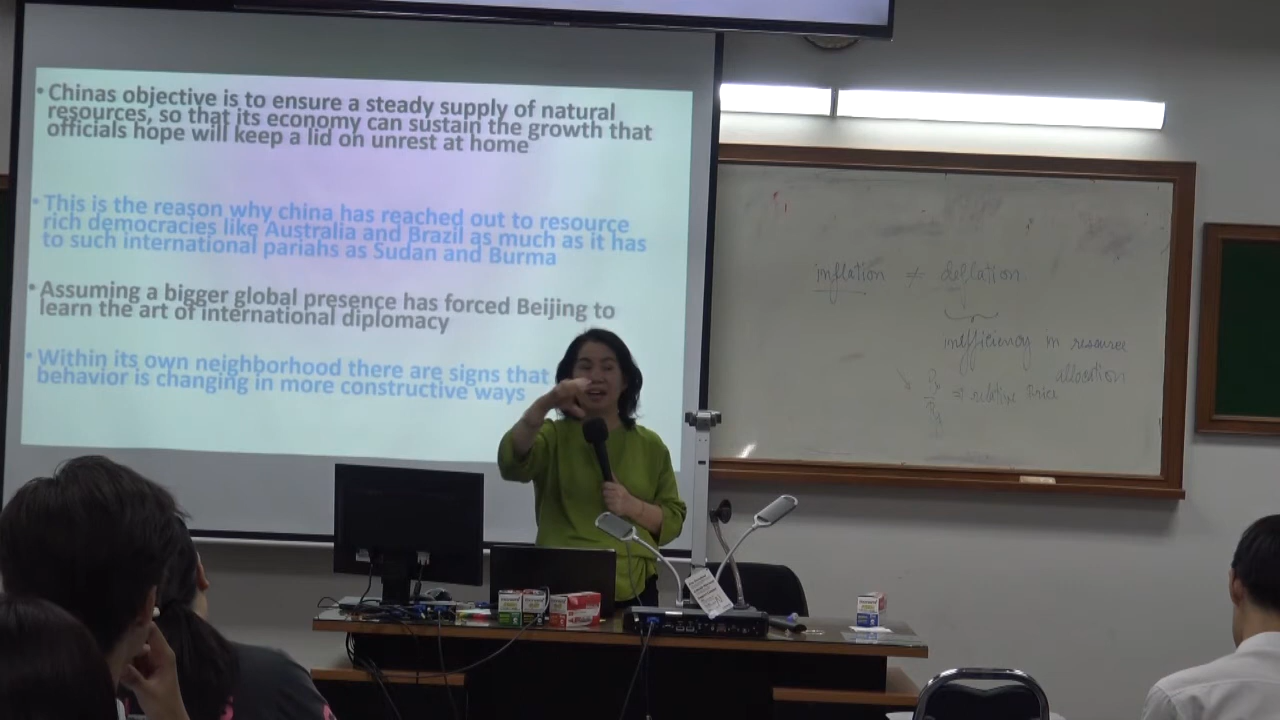 • Chinas objective is to ensure a steady supply of natural
resources, so that its economy can sustain the growth that
officials hope will keep a lid on unrest at home
• This is the reason why china has reached out to resource
rich democracies like Australia and Brazil as much as it has
to such international pariahs as Sudan and Burma
• Assuming a bigger global presence has forced Beijing to
learn the art of international diplomacy
• Within its own neighborhood there are signs that
behavior is changing in more constructive ways
inflation ≠ deflation
inefficiency in resource
allocation
⇒ relative price